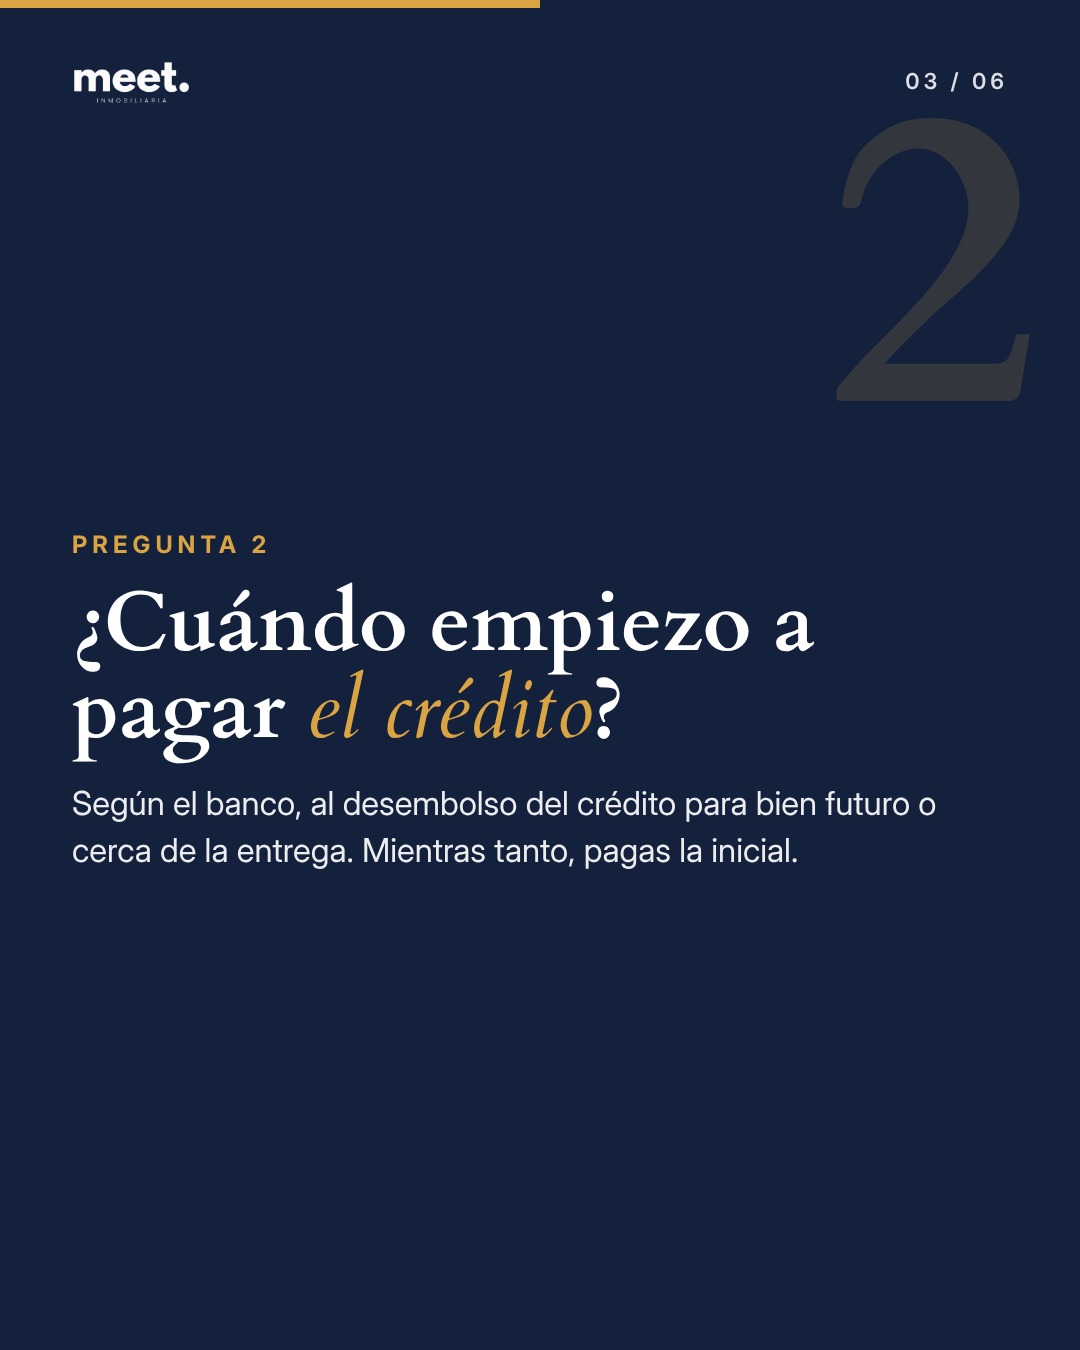 meet.
INMOBILIARIA
03 / 06
2
PREGUNTA 2
¿Cuándo empiezo a
pagar el crédito?
Según el banco, al desembolso del crédito para bien futuro o
cerca de la entrega. Mientras tanto, pagas la inicial.